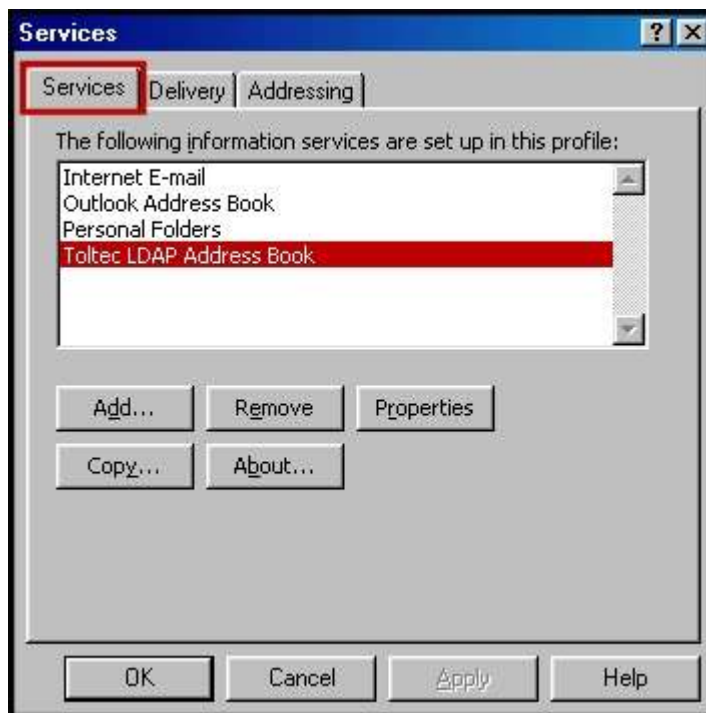 Services
Services Delivery Addressing
The following information services are set up in this profile:
Internet E-mail
Outlook Address Book
Personal Folders
Toltec LDAP Address Book
Add... Remove Properties
Copy... About...
OK Cancel Apply Help